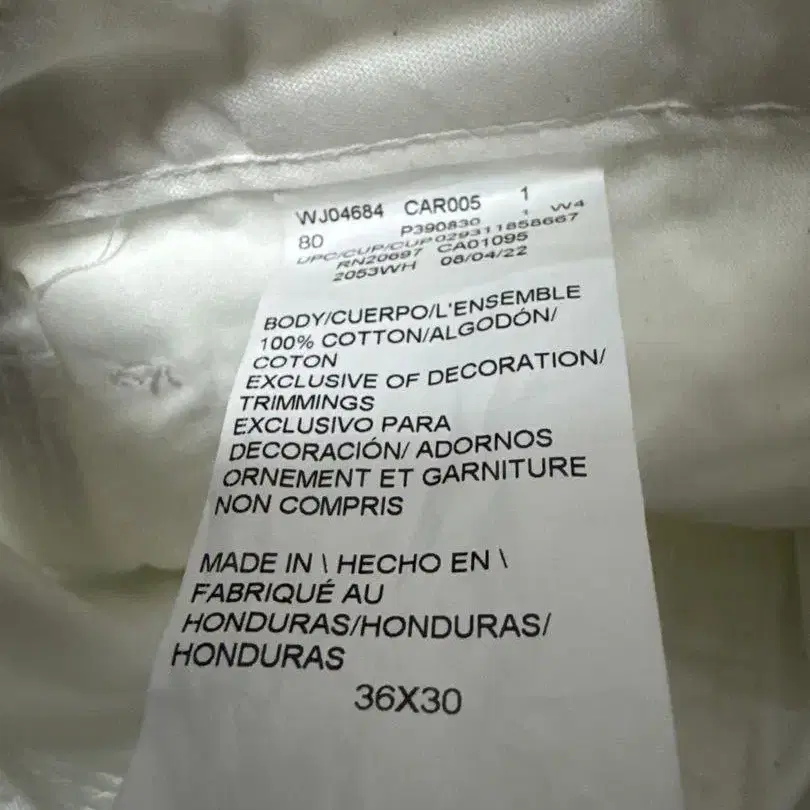 WJ04684 CAR005 1
80 P390830 1 W4
UPC/CUP/CUP029311858667
RN20697 CA01095
2053WH 08/04/22
BODY/CUERPO/L'ENSEMBLE
100% COTTON/ALGODÓN/
COTON
EXCLUSIVE OF DECORATION/
TRIMMINGS
EXCLUSIVO PARA
DECORACIÓN/ ADORNOS
ORNEMENT ET GARNITURE
NON COMPRIS
MADE IN \ HECHO EN \
FABRIQUÉ AU
HONDURAS/HONDURAS/
HONDURAS
36X30